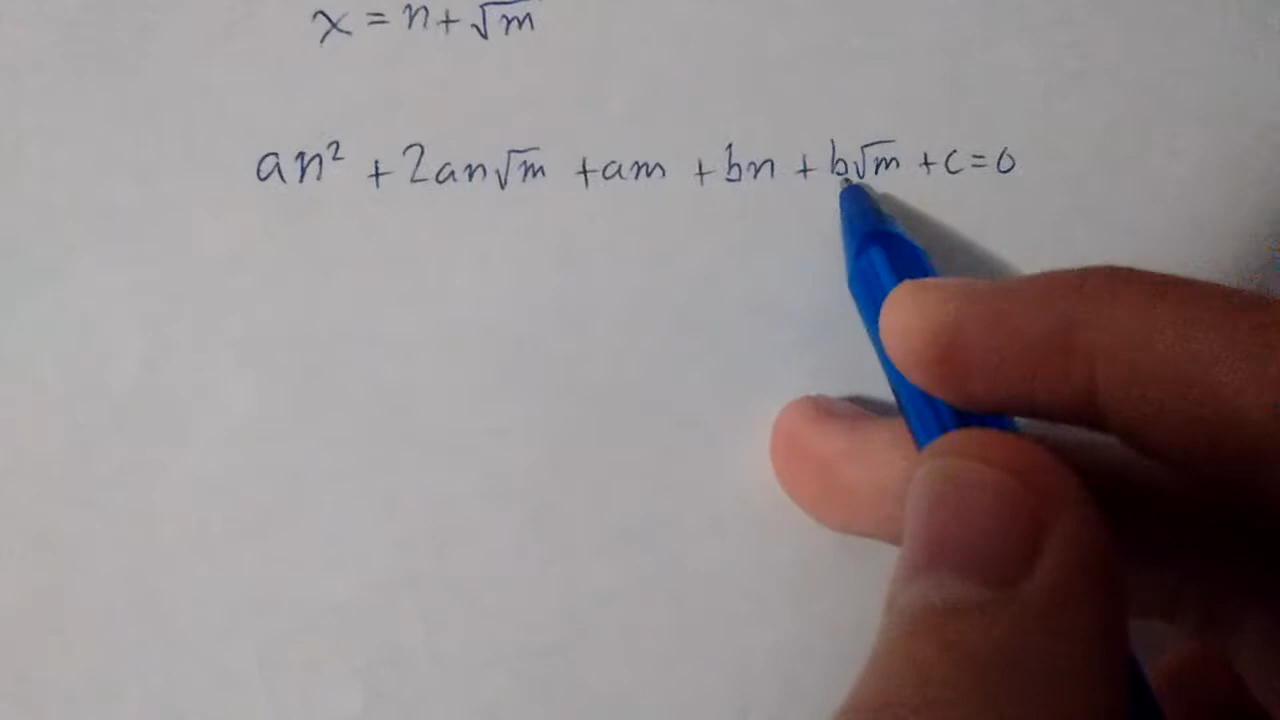 x = n + √m
an² + 2an√m + am + bn + b√m + c = 0